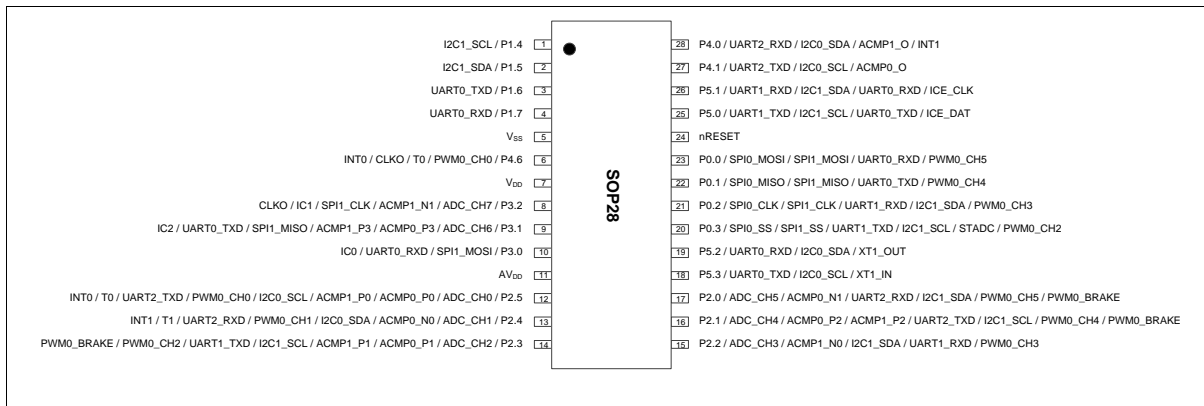 I2C1_SCL / P1.4 1
I2C1_SDA / P1.5 2
UART0_TXD / P1.6 3
UART0_RXD / P1.7 4
VSS 5
INT0 / CLKO / T0 / PWM0_CH0 / P4.6 6
VDD 7
CLKO / IC1 / SPI1_CLK / ACMP1_N1 / ADC_CH7 / P3.2 8
IC2 / UART0_TXD / SPI1_MISO / ACMP1_P3 / ACMP0_P3 / ADC_CH6 / P3.1 9
IC0 / UART0_RXD / SPI1_MOSI / P3.0 10
AVDD 11
INT0 / T0 / UART2_TXD / PWM0_CH0 / I2C0_SCL / ACMP1_P0 / ACMP0_P0 / ADC_CH0 / P2.5 12
INT1 / T1 / UART2_RXD / PWM0_CH1 / I2C0_SDA / ACMP0_N0 / ADC_CH1 / P2.4 13
PWM0_BRAKE / PWM0_CH2 / UART1_TXD / I2C1_SCL / ACMP1_P1 / ACMP0_P1 / ADC_CH2 / P2.3 14
SOP28
28 P4.0 / UART2_RXD / I2C0_SDA / ACMP1_O / INT1
27 P4.1 / UART2_TXD / I2C0_SCL / ACMP0_O
26 P5.1 / UART1_RXD / I2C1_SDA / UART0_RXD / ICE_CLK
25 P5.0 / UART1_TXD / I2C1_SCL / UART0_TXD / ICE_DAT
24 nRESET
23 P0.0 / SPI0_MOSI / SPI1_MOSI / UART0_RXD / PWM0_CH5
22 P0.1 / SPI0_MISO / SPI1_MISO / UART0_TXD / PWM0_CH4
21 P0.2 / SPI0_CLK / SPI1_CLK / UART1_RXD / I2C1_SDA / PWM0_CH3
20 P0.3 / SPI0_SS / SPI1_SS / UART1_TXD / I2C1_SCL / STADC / PWM0_CH2
19 P5.2 / UART0_RXD / I2C0_SDA / XT1_OUT
18 P5.3 / UART0_TXD / I2C0_SCL / XT1_IN
17 P2.0 / ADC_CH5 / ACMP0_N1 / UART2_RXD / I2C1_SDA / PWM0_CH5 / PWM0_BRAKE
16 P2.1 / ADC_CH4 / ACMP0_P2 / ACMP1_P2 / UART2_TXD / I2C1_SCL / PWM0_CH4 / PWM0_BRAKE
15 P2.2 / ADC_CH3 / ACMP1_N0 / I2C1_SDA / UART1_RXD / PWM0_CH3